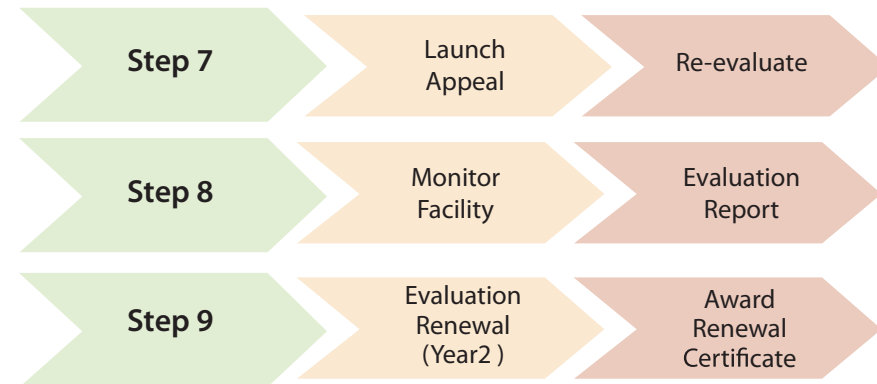 Step 7
Launch
Appeal
Re-evaluate
Step 8
Monitor
Facility
Evaluation
Report
Step 9
Evaluation
Renewal
(Year2 )
Award
Renewal
Certificate